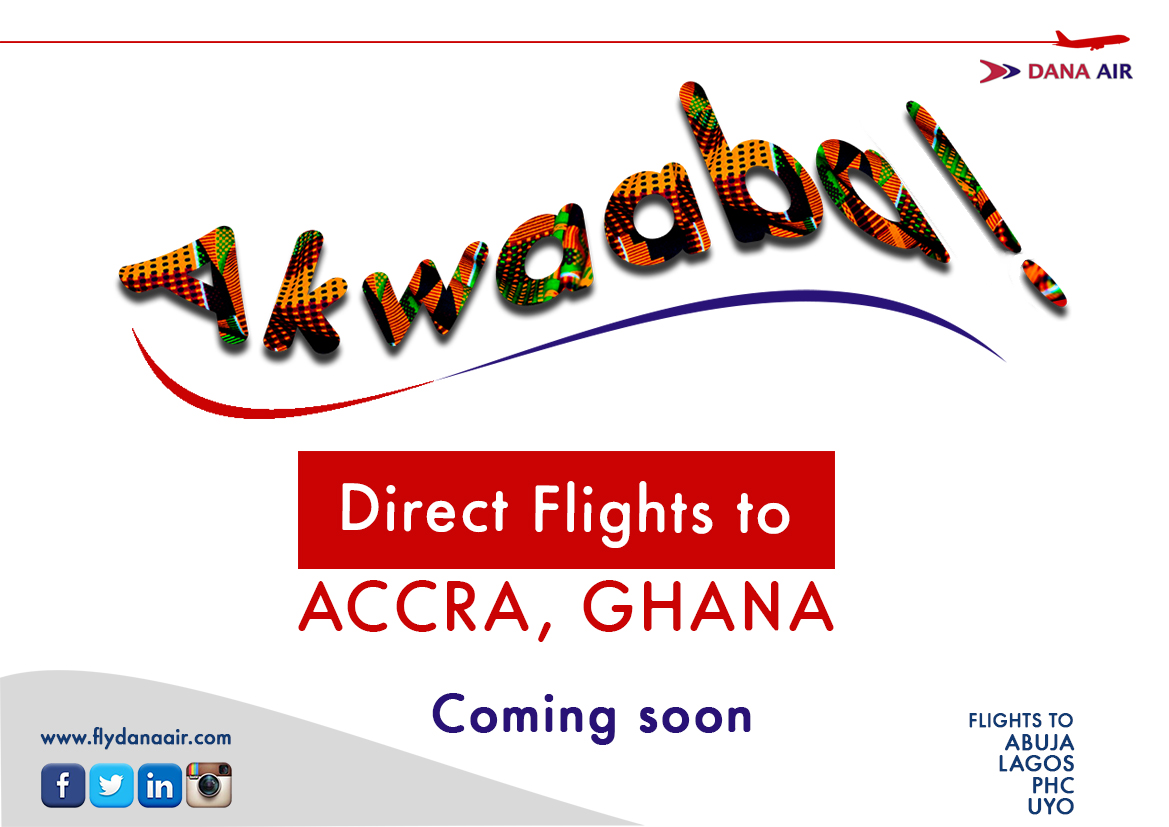 DANA AIR
Akwaaba!
Direct Flights to
ACCRA, GHANA
Coming soon
www.flydanaair.com
f in
FLIGHTS TO
ABUJA
LAGOS
PHC
UYO